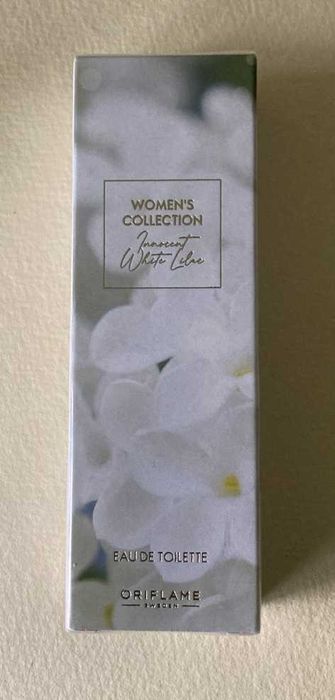 WOMEN'S
COLLECTION
Innocent
White Lilac
EAU DE TOILETTE
ORIFLAME
SWEDEN